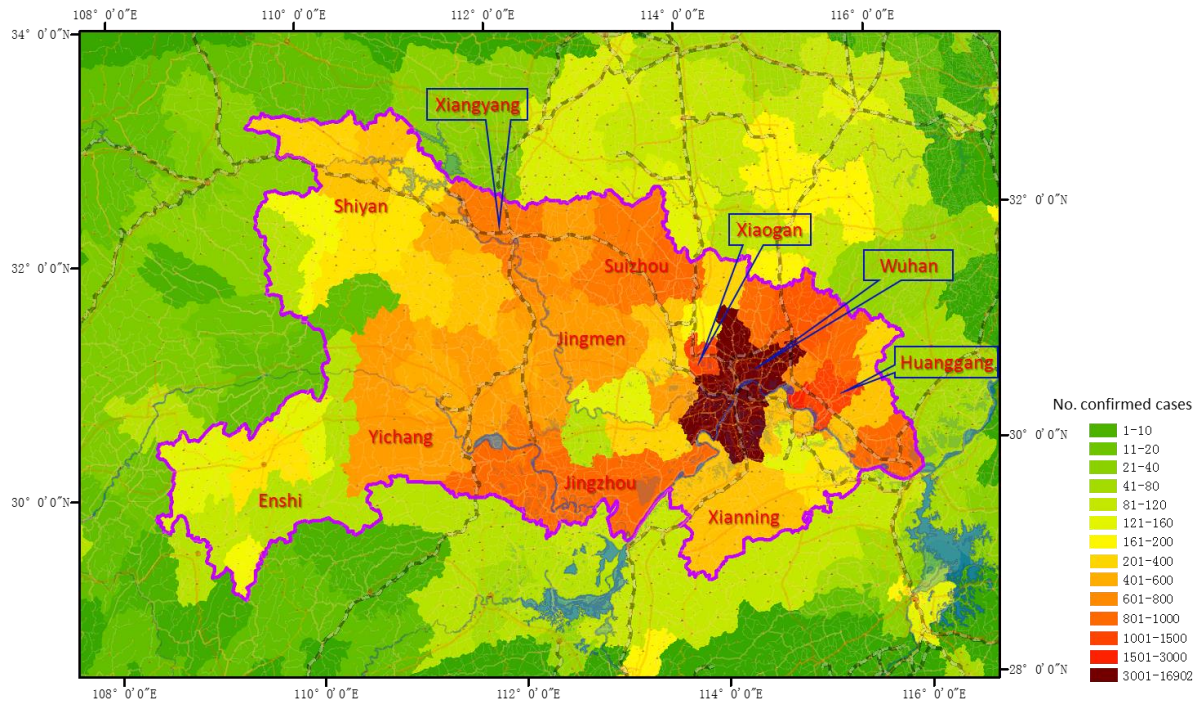 108° 0′0″E 110° 0′0″E 112° 0′0″E 114° 0′0″E 116° 0′0″E
34° 0′0″N
Xiangyang
32° 0′0″N
Shiyan
Xiaogan
Suizhou
Wuhan
32° 0′0″N
Jingmen
Huanggang
No. confirmed cases
1-10
11-20
21-40
41-80
81-120
121-160
161-200
201-400
401-600
601-800
801-1000
1001-1500
1501-3000
3001-16902
Yichang
30° 0′0″N
Jingzhou
Enshi
30° 0′0″N
Xianning
28° 0′0″N
108° 0′0″E 110° 0′0″E 112° 0′0″E 114° 0′0″E 116° 0′0″E